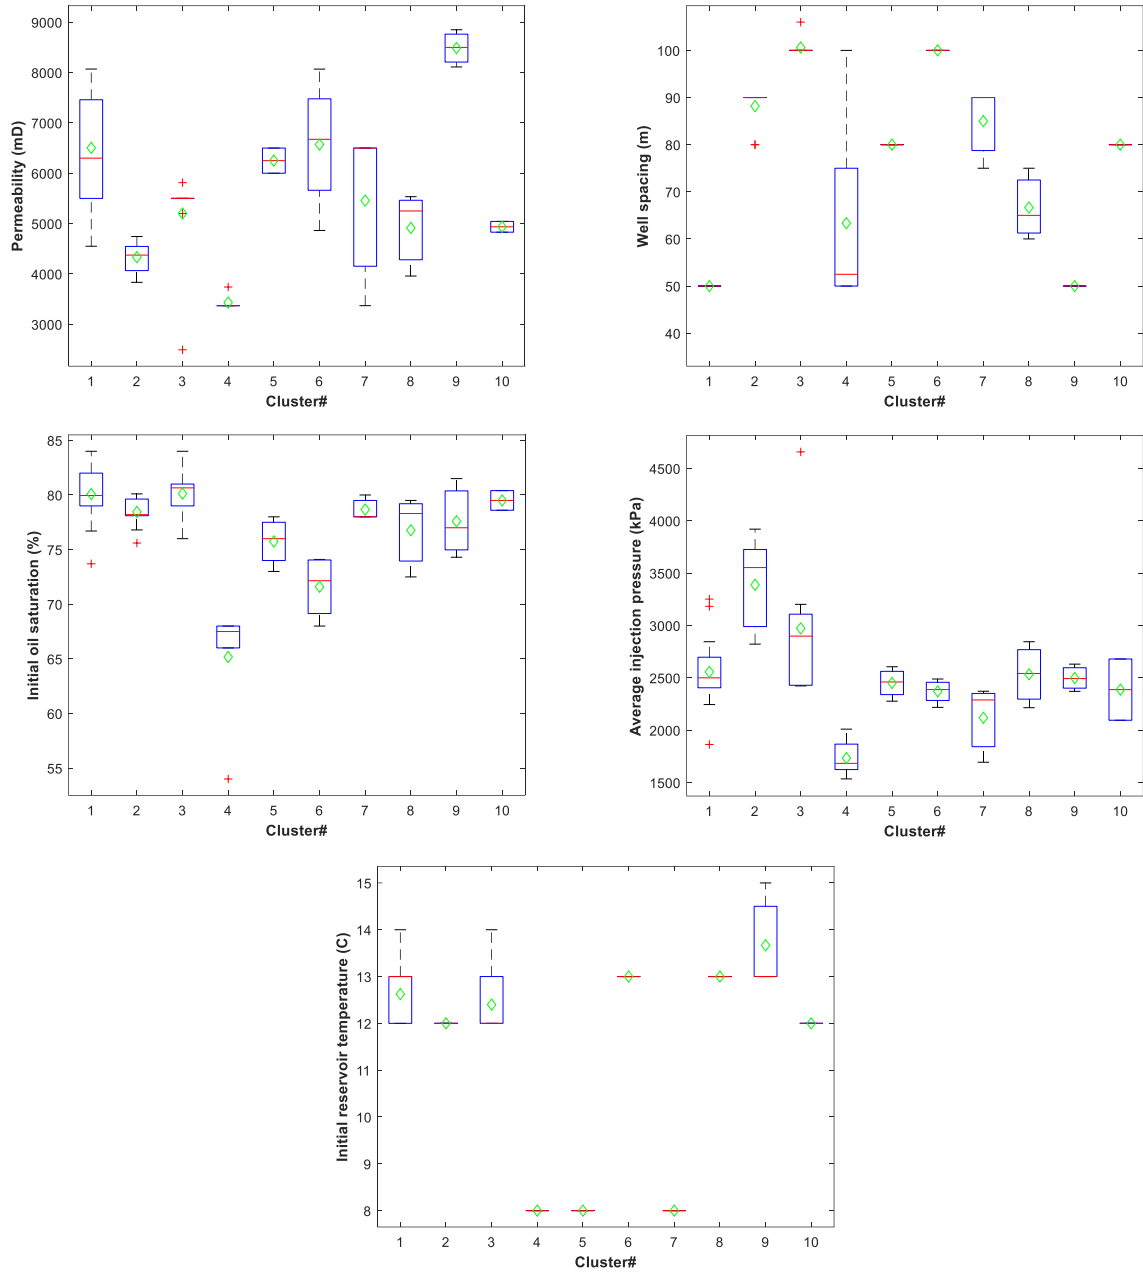 Permeability (mD)
9000
8000
7000
6000
5000
4000
3000
1 2 3 4 5 6 7 8 9 10
Cluster#
Well spacing (m)
100
90
80
70
60
50
40
1 2 3 4 5 6 7 8 9 10
Cluster#
Initial oil saturation (%)
85
80
75
70
65
60
55
1 2 3 4 5 6 7 8 9 10
Cluster#
Average injection pressure (kPa)
4500
4000
3500
3000
2500
2000
1500
1 2 3 4 5 6 7 8 9 10
Cluster#
Initial reservoir temperature (C)
15
14
13
12
11
10
9
8
1 2 3 4 5 6 7 8 9 10
Cluster#